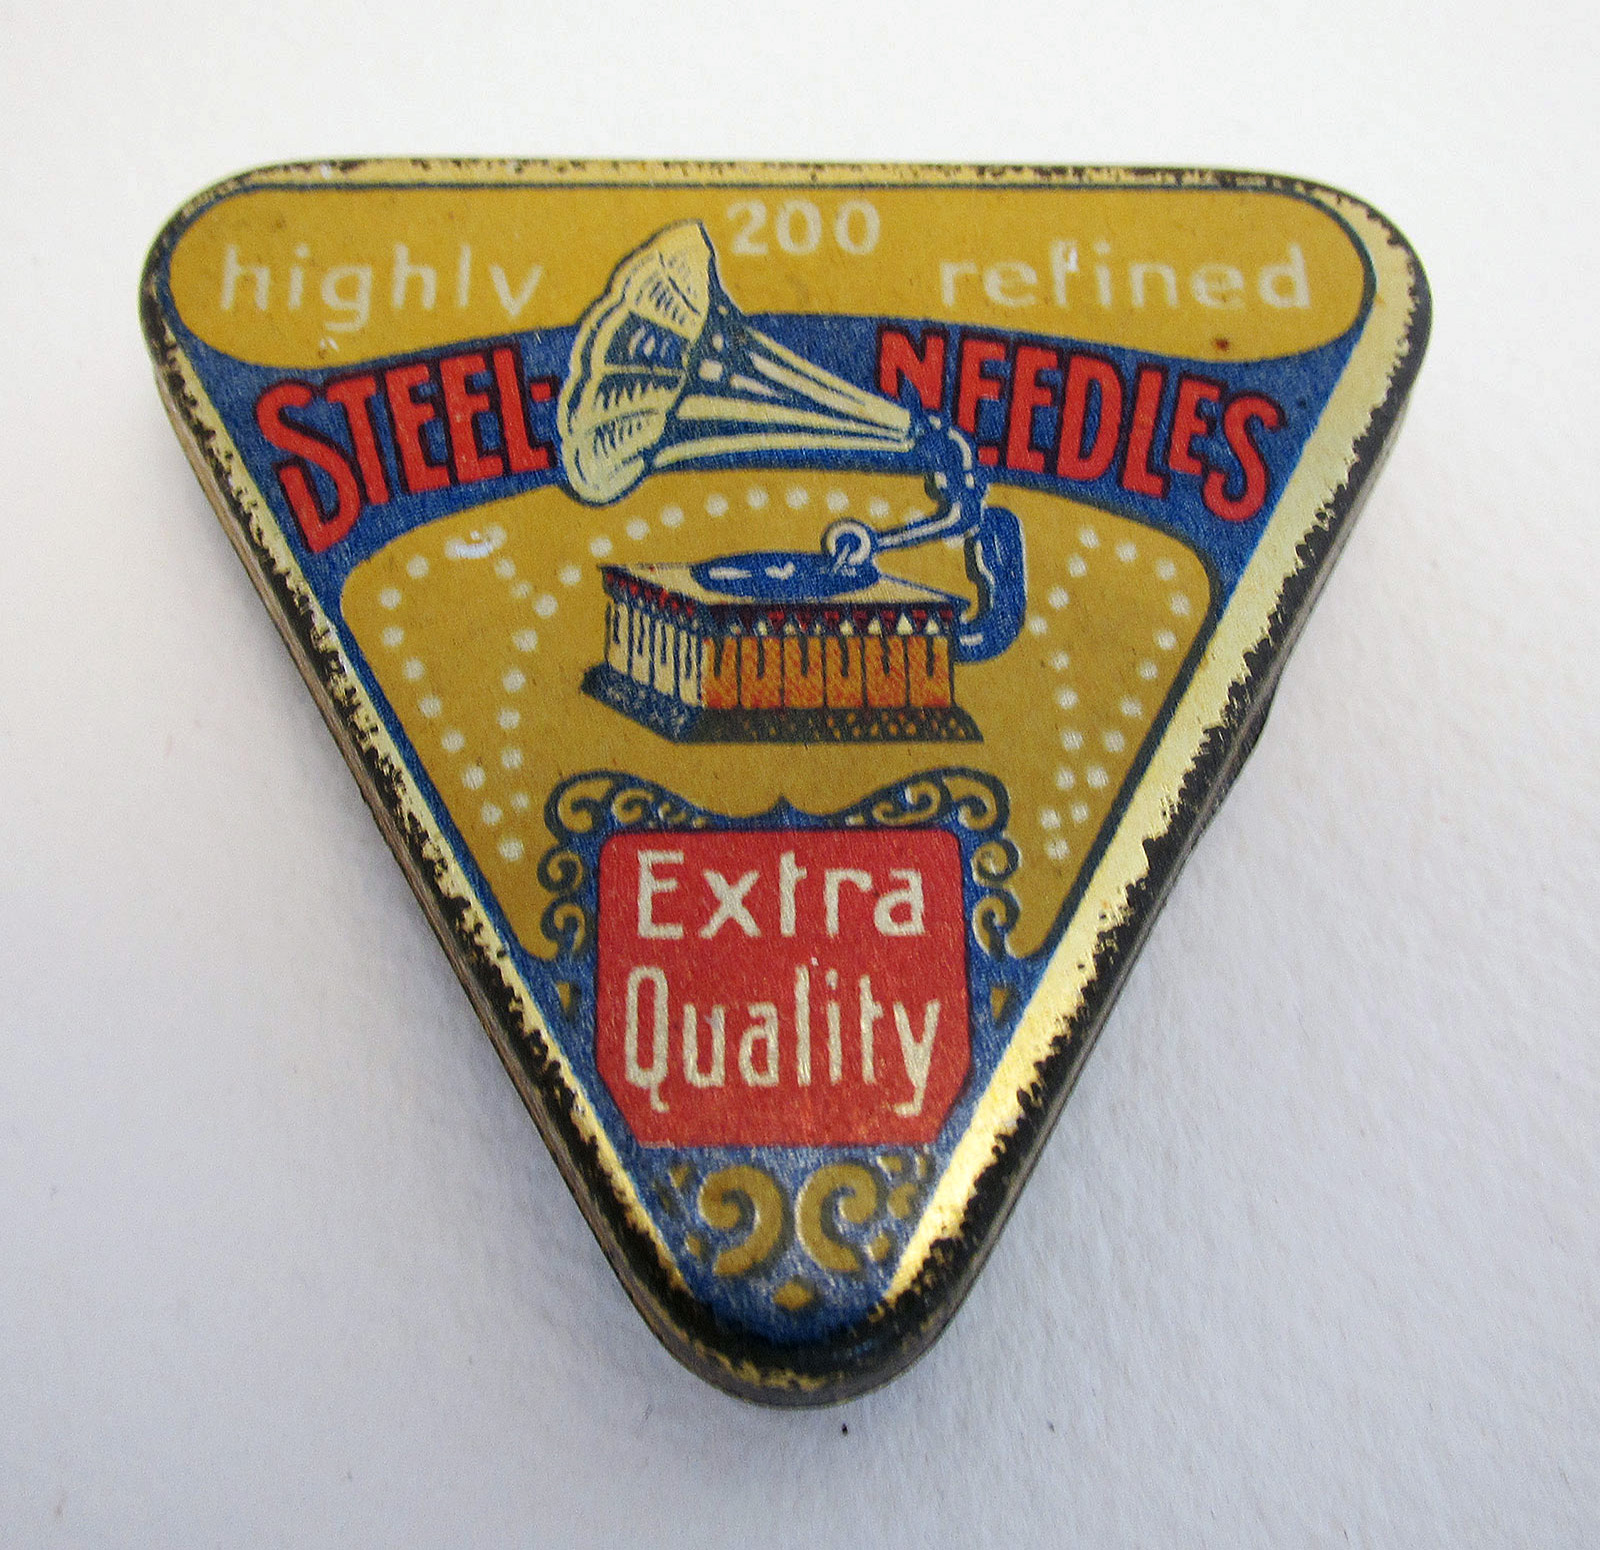 200
highly refined
STEEL-NEEDLES
Extra
Quality